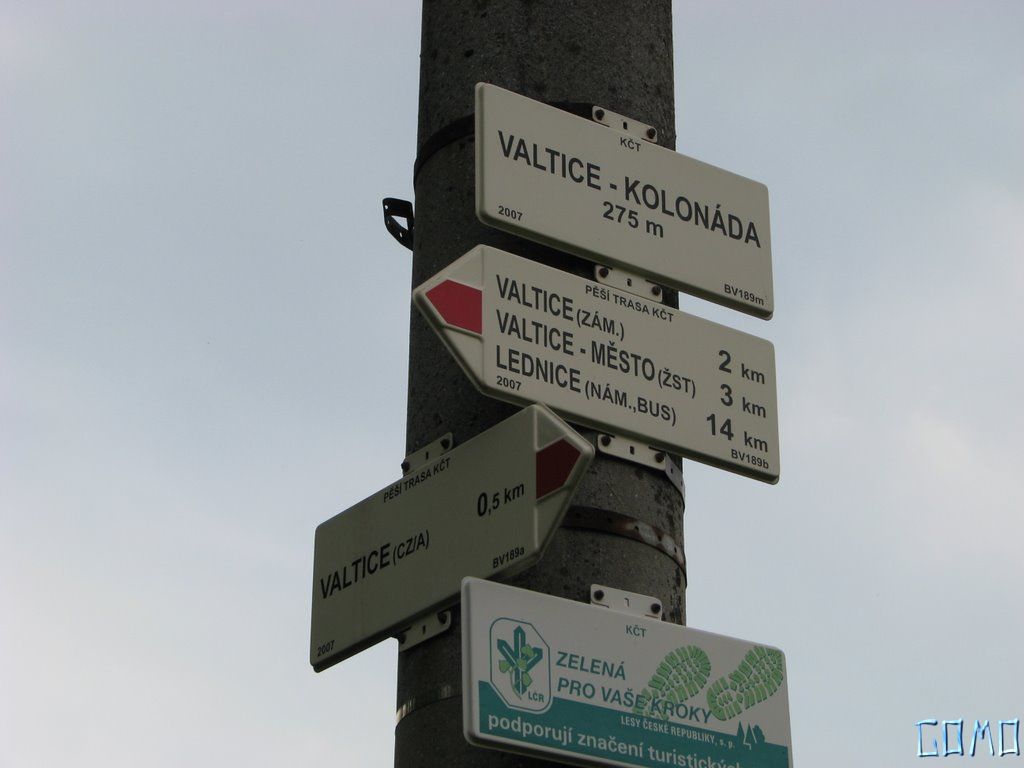 KČT
VALTICE - KOLONÁDA
275 m
2007
BV189m
PĚŠÍ TRASA KČT
VALTICE (ZÁM.) 2 km
VALTICE - MĚSTO (ŽST) 3 km
LEDNICE (NÁM.,BUS) 14 km
2007
BV189b
PĚŠÍ TRASA KČT
VALTICE (CZ/A) 0,5 km
2007
BV189a
KČT
LČR
ZELENÁ
PRO VAŠE KROKY
LESY ČESKÉ REPUBLIKY, s. p.
podporují značení turistických
GOMO